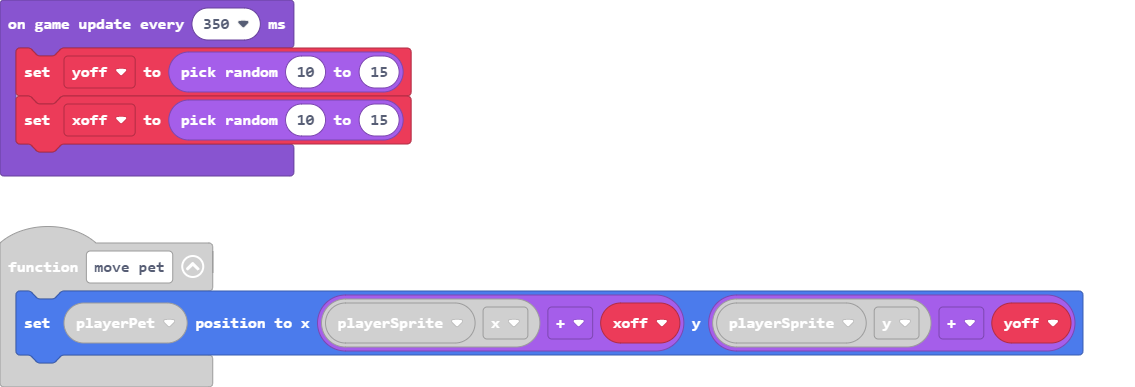 on game update every 350 ms
set yoff to pick random 10 to 15
set xoff to pick random 10 to 15
function move pet
set playerPet position to x playerSprite x + xoff y playerSprite y + yoff